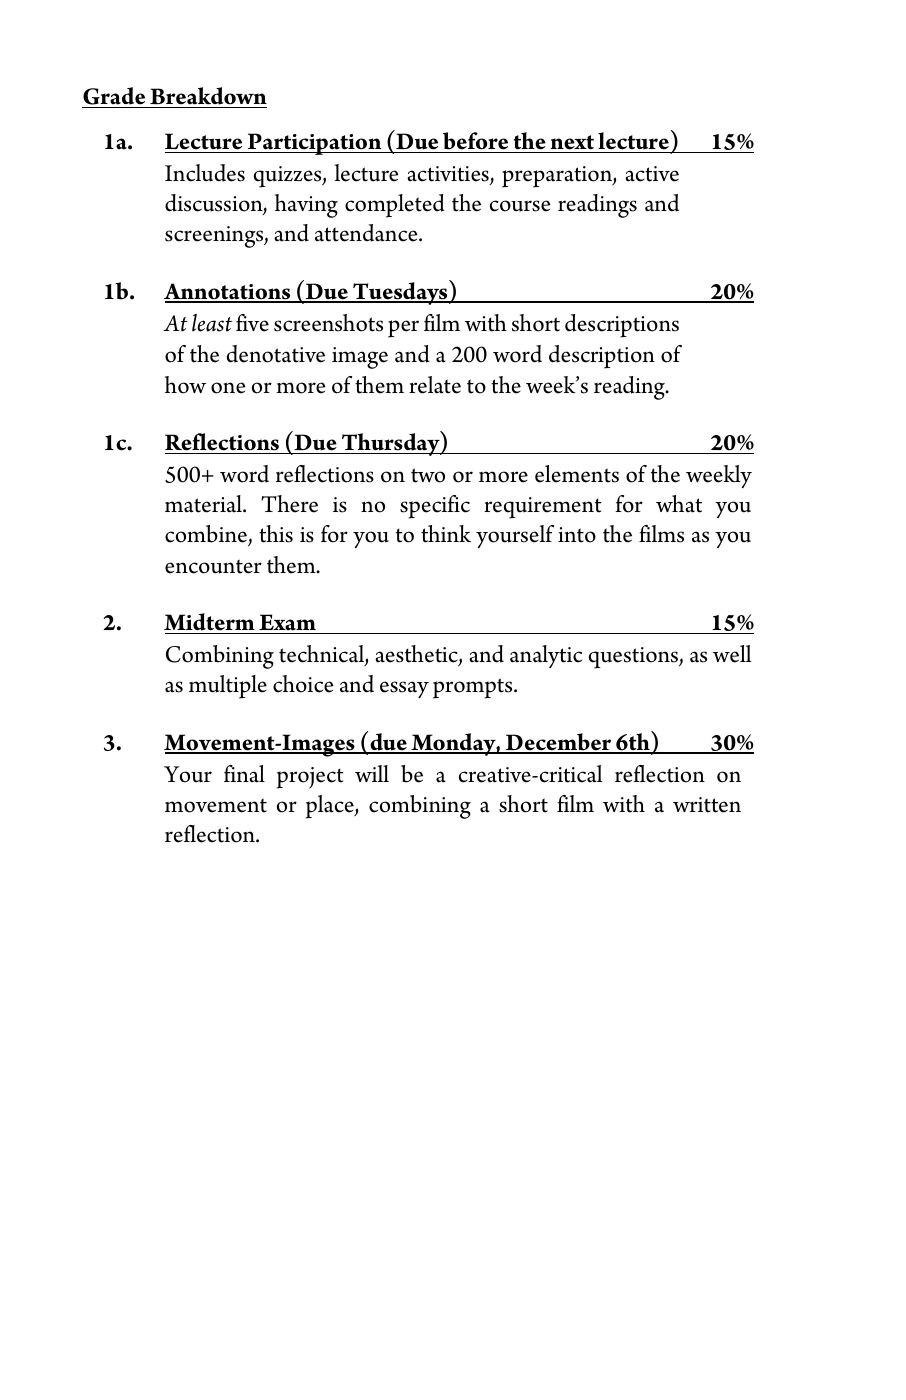 Grade Breakdown
1a. Lecture Participation (Due before the next lecture) 15%
Includes quizzes, lecture activities, preparation, active
discussion, having completed the course readings and
screenings, and attendance.
1b. Annotations (Due Tuesdays) 20%
At least five screenshots per film with short descriptions
of the denotative image and a 200 word description of
how one or more of them relate to the week’s reading.
1c. Reflections (Due Thursday) 20%
500+ word reflections on two or more elements of the weekly
material. There is no specific requirement for what you
combine, this is for you to think yourself into the films as you
encounter them.
2. Midterm Exam 15%
Combining technical, aesthetic, and analytic questions, as well
as multiple choice and essay prompts.
3. Movement-Images (due Monday, December 6th) 30%
Your final project will be a creative-critical reflection on
movement or place, combining a short film with a written
reflection.